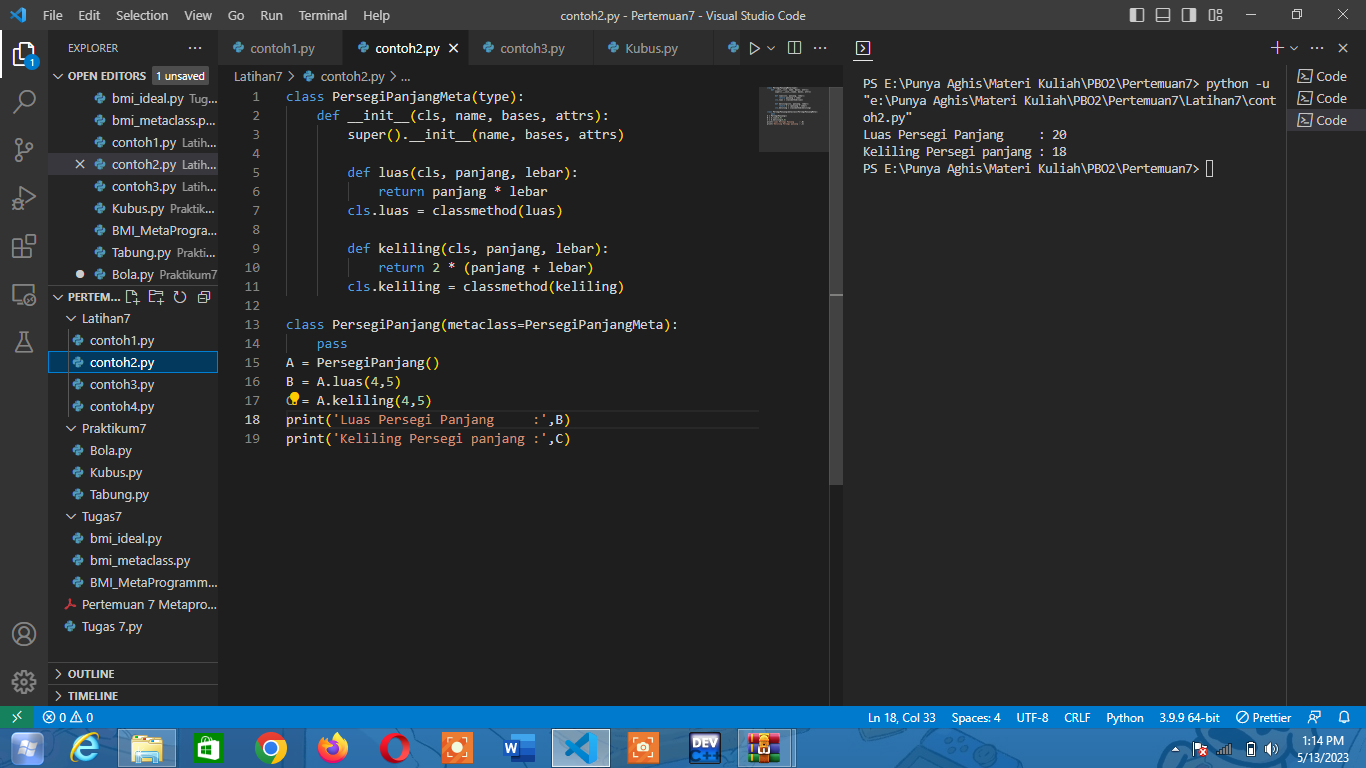 File Edit Selection View Go Run Terminal Help
contoh2.py - Pertemuan7 - Visual Studio Code
EXPLORER
OPEN EDITORS 1 unsaved
bmi_ideal.py Tug...
bmi_metaclass.p...
contoh1.py Latih...
contoh2.py Latih...
contoh3.py Latih...
Kubus.py Praktik...
BMI_MetaProgra...
Tabung.py Prakti...
Bola.py Praktikum7
PERTEM...
Latihan7
contoh1.py
contoh2.py
contoh3.py
contoh4.py
Praktikum7
Bola.py
Kubus.py
Tabung.py
Tugas7
bmi_ideal.py
bmi_metaclass.py
BMI_MetaProgramm...
Pertemuan 7 Metapro...
Tugas 7.py
OUTLINE
TIMELINE
contoh1.py contoh2.py contoh3.py Kubus.py
Latihan7 > contoh2.py > ...
1 class PersegiPanjangMeta(type):
2 def __init__(cls, name, bases, attrs):
3 super().__init__(name, bases, attrs)
4
5 def luas(cls, panjang, lebar):
6 return panjang * lebar
7 cls.luas = classmethod(luas)
8
9 def keliling(cls, panjang, lebar):
10 return 2 * (panjang + lebar)
11 cls.keliling = classmethod(keliling)
12
13 class PersegiPanjang(metaclass=PersegiPanjangMeta):
14 pass
15 A = PersegiPanjang()
16 B = A.luas(4,5)
17 C = A.keliling(4,5)
18 print('Luas Persegi Panjang     :',B)
19 print('Keliling Persegi panjang :',C)
PS E:\Punya Aghis\Materi Kuliah\PBO2\Pertemuan7> python -u
"e:\Punya Aghis\Materi Kuliah\PBO2\Pertemuan7\Latihan7\cont
oh2.py"
Luas Persegi Panjang     : 20
Keliling Persegi panjang : 18
PS E:\Punya Aghis\Materi Kuliah\PBO2\Pertemuan7>
Code
Code
Code
0 0
Ln 18, Col 33 Spaces: 4 UTF-8 CRLF Python 3.9.9 64-bit Prettier
DEV C++
1:14 PM
5/13/2023